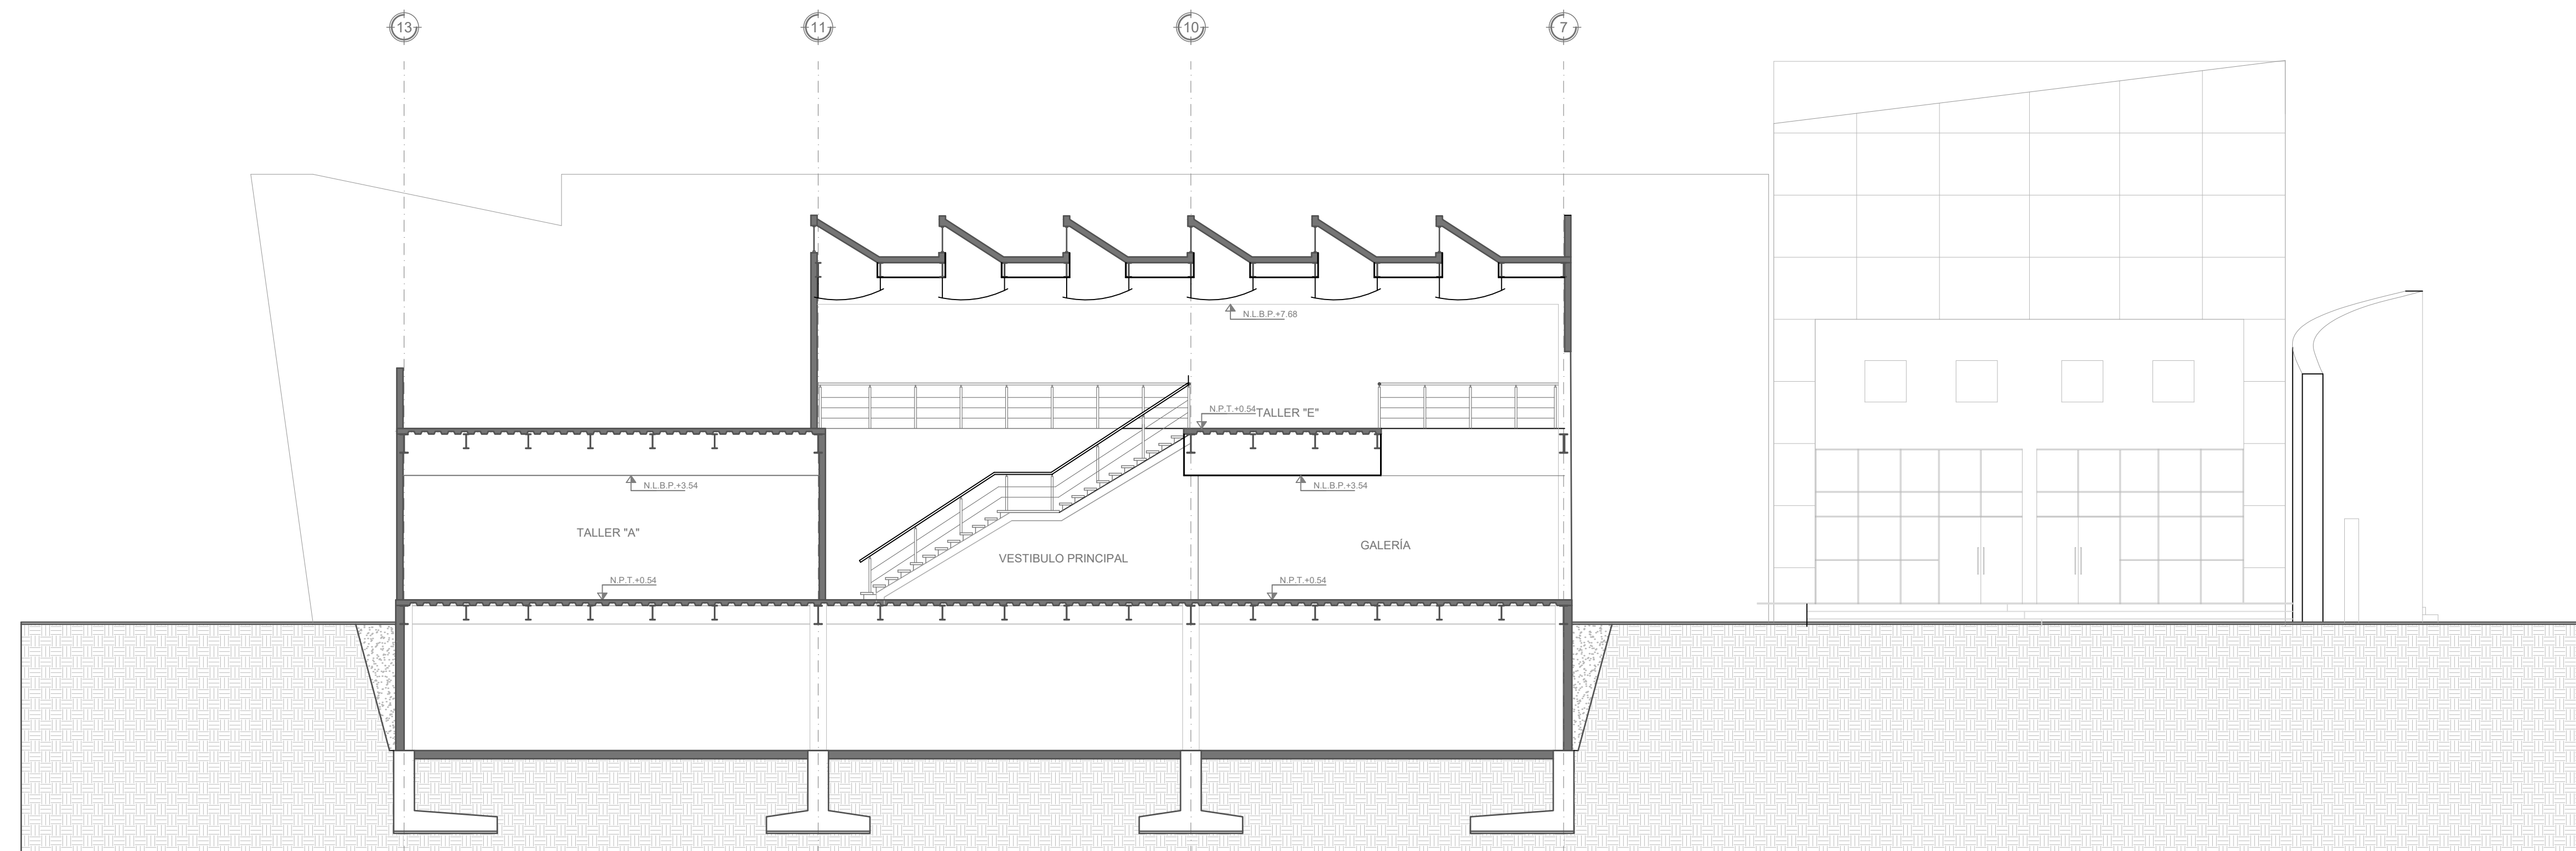 13
11
10
7
N.L.B.P.+7.68
N.P.T.+0.54
TALLER "E"
N.L.B.P.+3.54
N.L.B.P.+3.54
TALLER "A"
VESTIBULO PRINCIPAL
GALERÍA
N.P.T.+0.54
N.P.T.+0.54